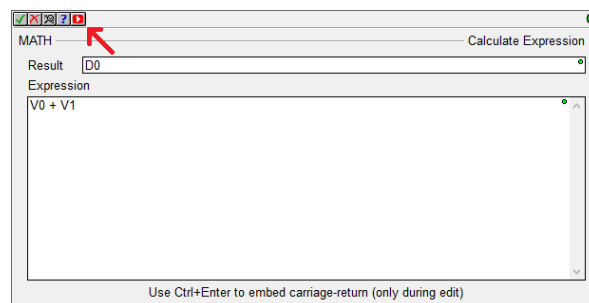 ?
MATH Calculate Expression
Result D0
Expression
V0 + V1
Use Ctrl+Enter to embed carriage-return (only during edit)